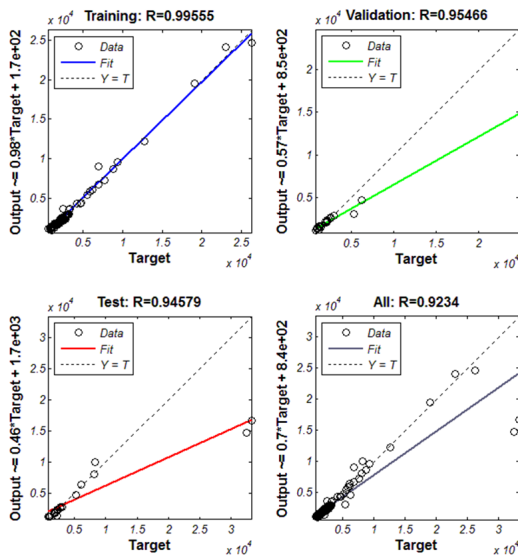 Training: R=0.99555
x 10^4
Output ~= 0.98*Target + 1.7e+02
2.5
2
1.5
1
0.5
Data
Fit
Y = T
0.5 1 1.5 2 2.5
Target
x 10^4
Validation: R=0.95466
x 10^4
Output ~= 0.57*Target + 8.5e+02
2.5
2
1.5
1
0.5
Data
Fit
Y = T
0.5 1 1.5 2
Target
x 10^4
Test: R=0.94579
x 10^4
Output ~= 0.46*Target + 1.7e+03
3
2.5
2
1.5
1
0.5
Data
Fit
Y = T
0.5 1 1.5 2 2.5 3
Target
x 10^4
All: R=0.9234
x 10^4
Output ~= 0.7*Target + 8.4e+02
3
2.5
2
1.5
1
0.5
Data
Fit
Y = T
0.5 1 1.5 2 2.5 3
Target
x 10^4